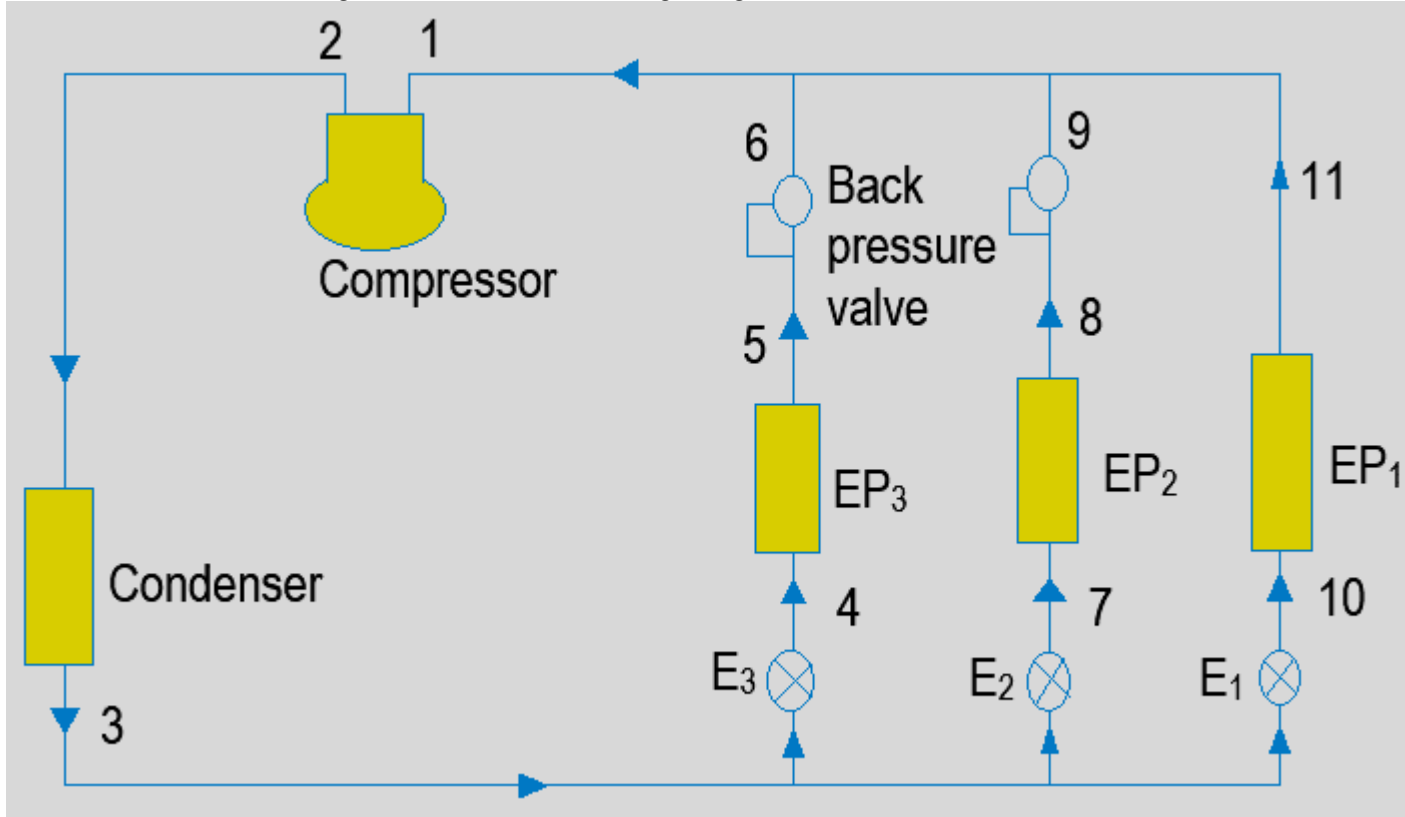 2
1
6
9
Back
pressure
valve
11
Compressor
5
8
EP₃
EP₂
EP₁
Condenser
4
7
10
E₃
E₂
E₁
3